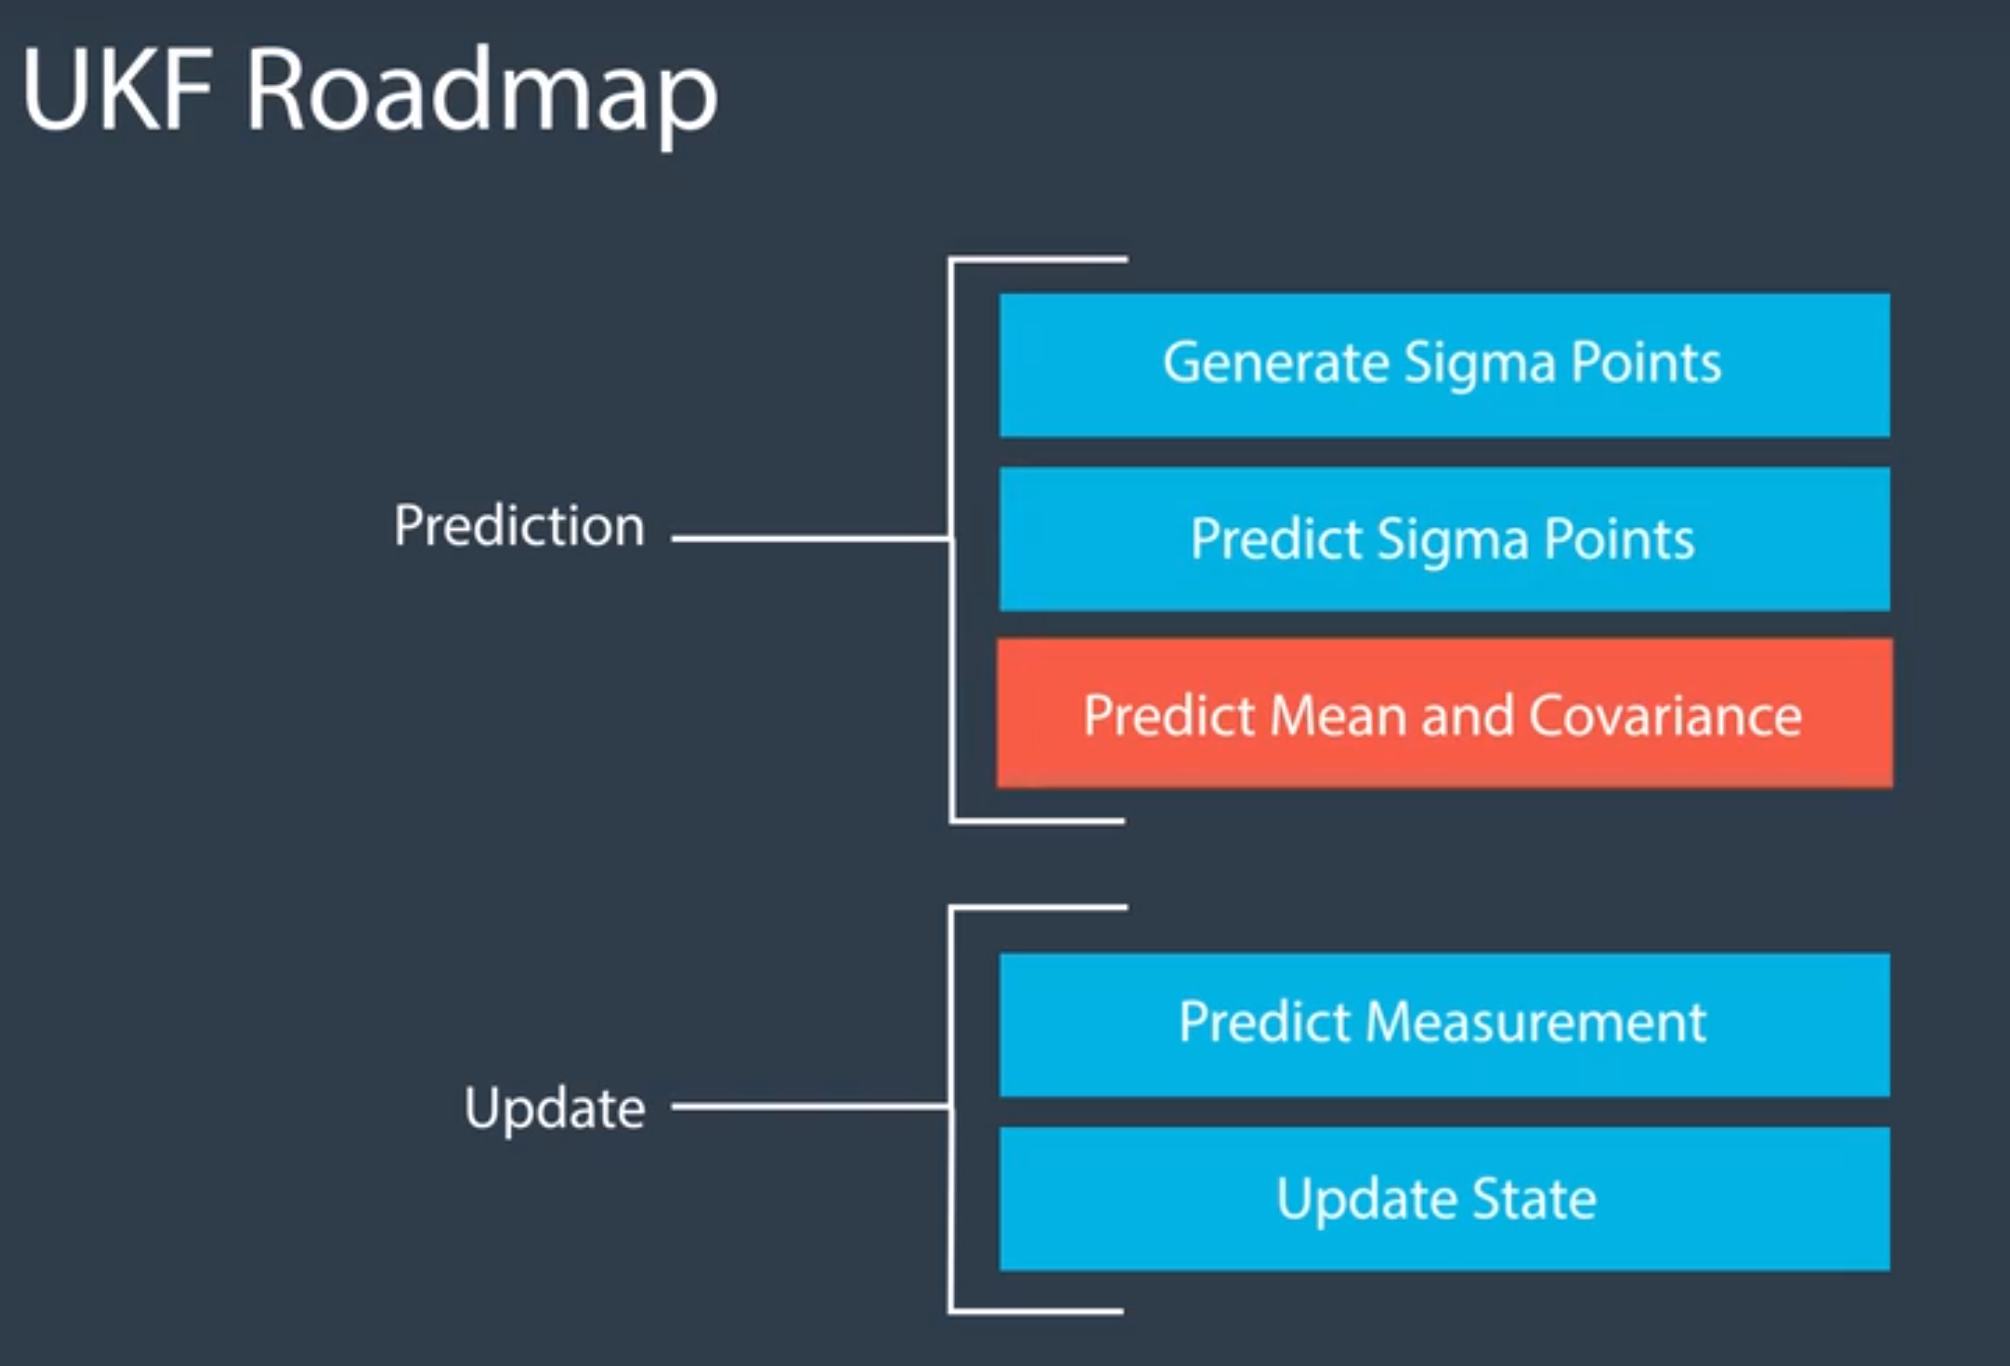 UKF Roadmap
Prediction
Generate Sigma Points
Predict Sigma Points
Predict Mean and Covariance
Update
Predict Measurement
Update State